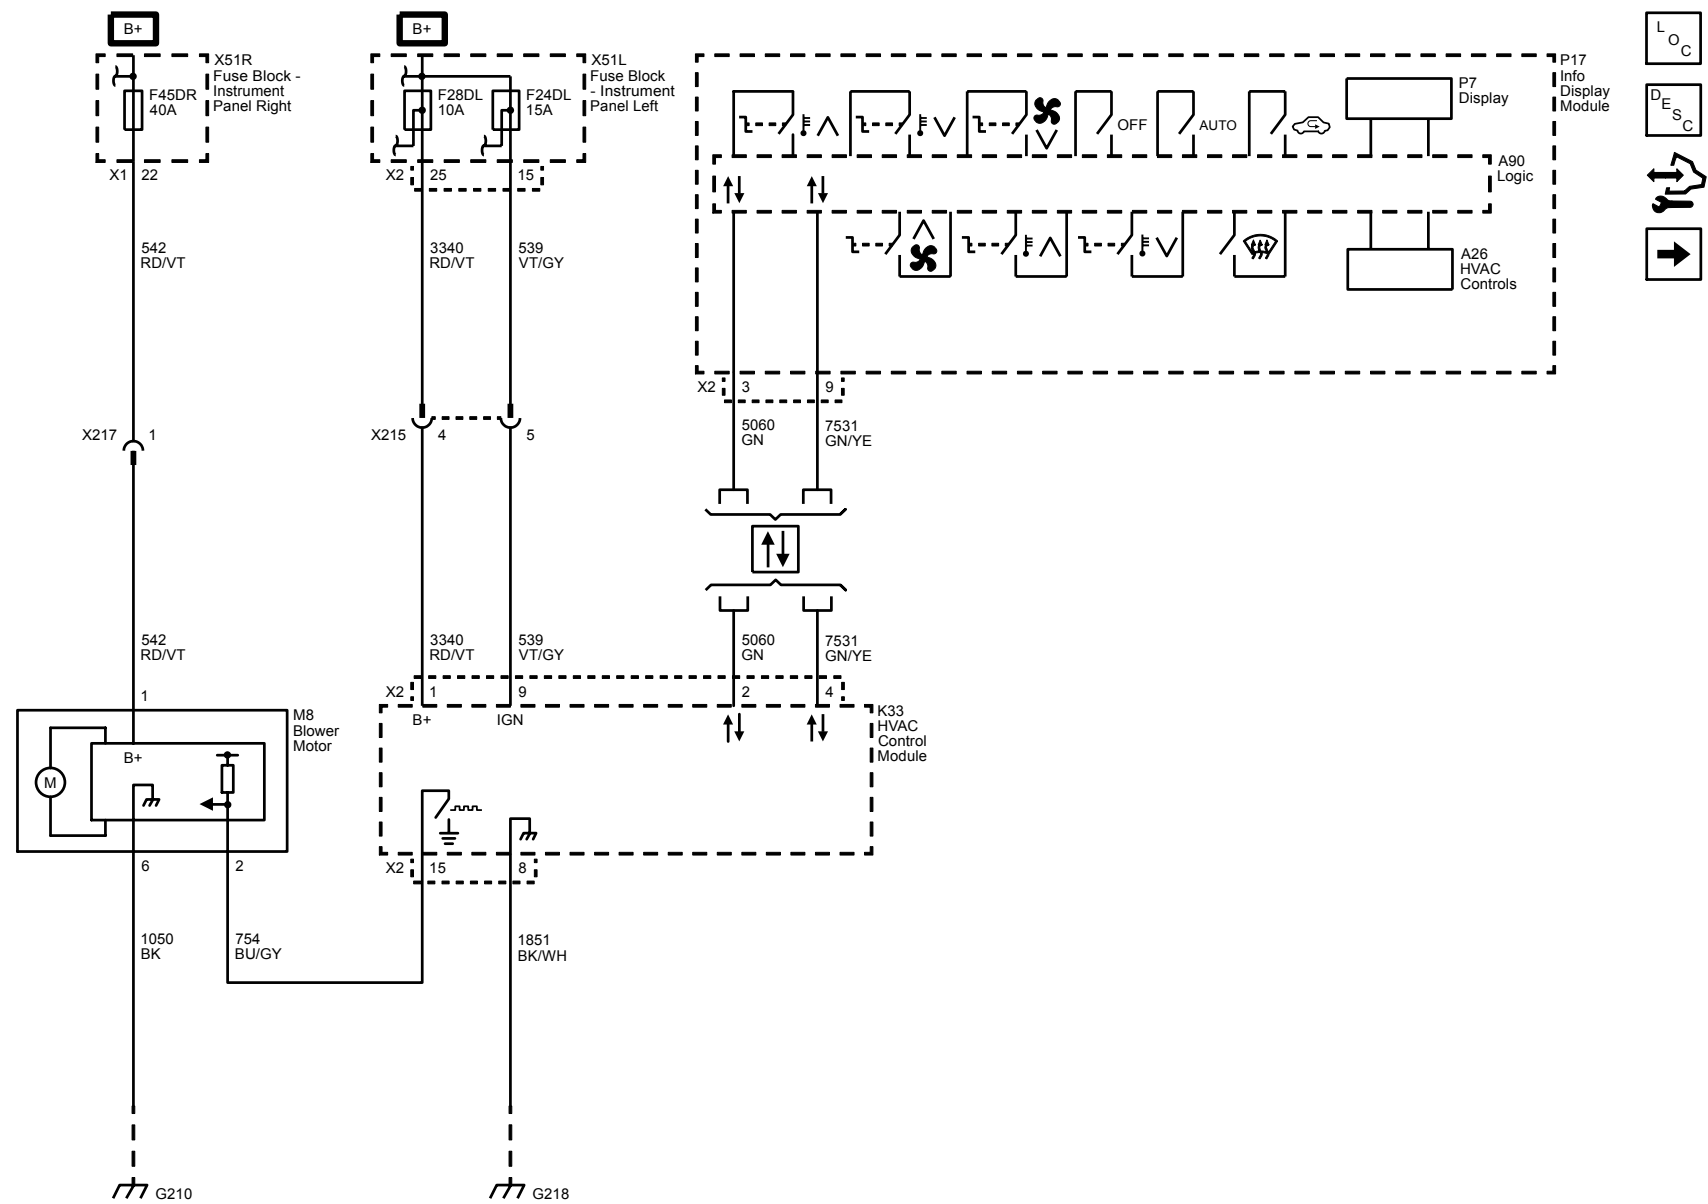 B+
B+
X51R
Fuse Block -
Instrument
Panel Right
F45DR
40A
X1
22
X51L
Fuse Block
- Instrument
Panel Left
F28DL
10A
F24DL
15A
X2
25
15
P17
Info
Display
Module
P7
Display
OFF
AUTO
A90
Logic
A26
HVAC
Controls
LOC
DESC
542
RD/VT
3340
RD/VT
539
VT/GY
X2
3
9
5060
GN
7531
GN/YE
X217
1
X215
4
5
542
RD/VT
3340
RD/VT
539
VT/GY
5060
GN
7531
GN/YE
1
X2
1
9
2
4
M8
Blower
Motor
B+
M
B+
IGN
K33
HVAC
Control
Module
6
2
X2
15
8
1050
BK
754
BU/GY
1851
BK/WH
G210
G218